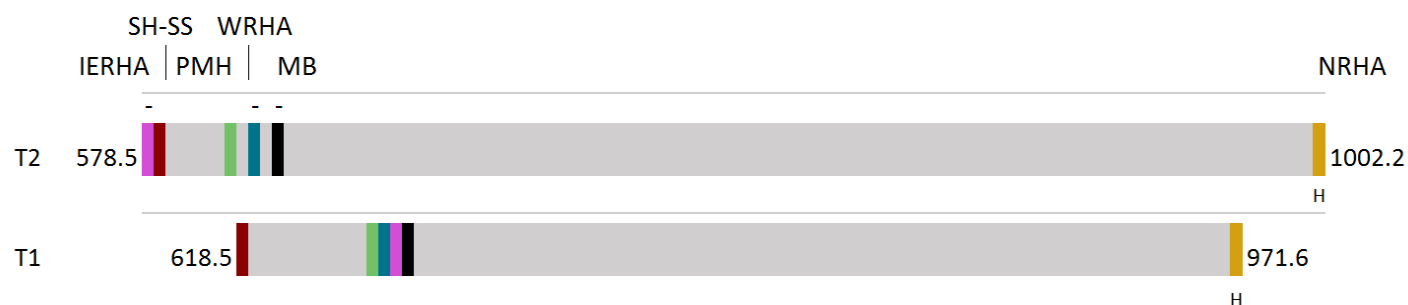 SH-SS WRHA
IERHA PMH MB NRHA
- - -
T2 578.5 1002.2
H
T1 618.5 971.6
H